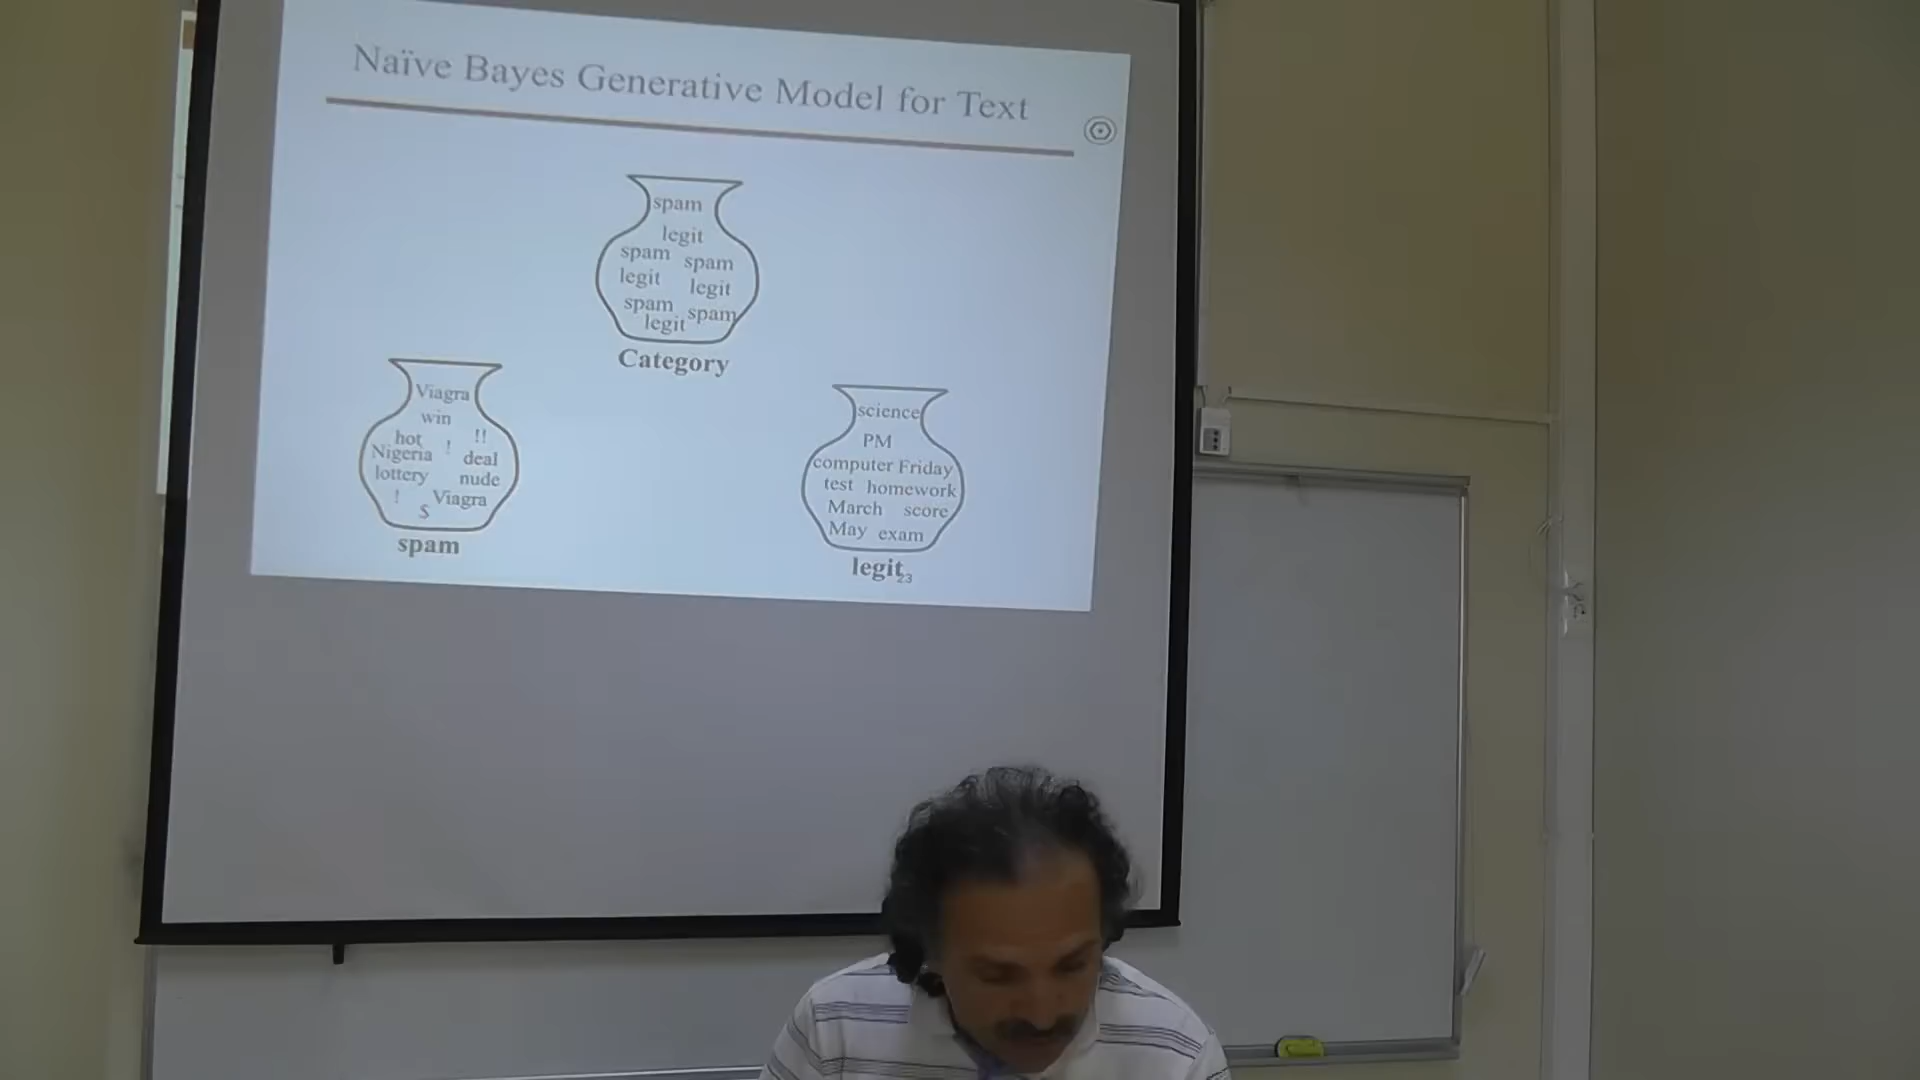 Naïve Bayes Generative Model for Text
spam
legit
spam spam
legit legit
spam spam
legit
Category
Viagra
win
hot ! !!
Nigeria deal
lottery nude
! Viagra
$
spam
science
PM
computer Friday
test homework
March score
May exam
legit
23